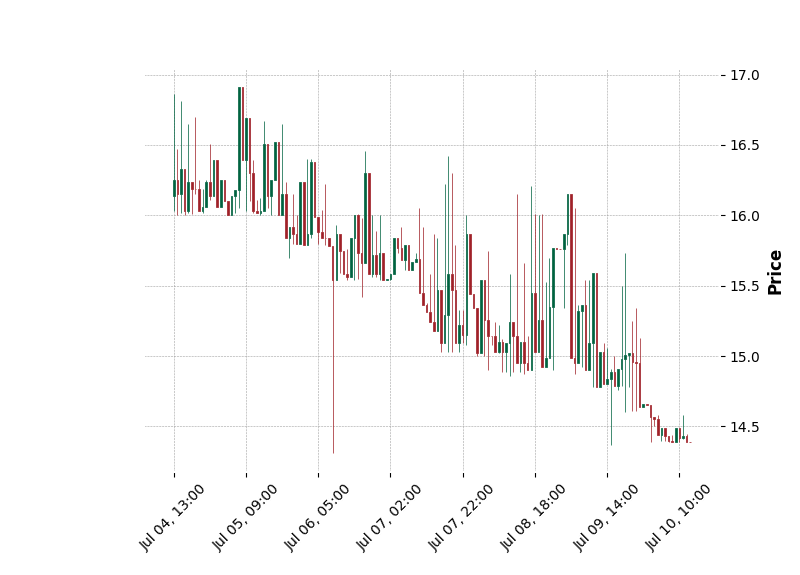 17.0
16.5
16.0
15.5
15.0
14.5
Price
Jul 04, 13:00
Jul 05, 09:00
Jul 06, 05:00
Jul 07, 02:00
Jul 07, 22:00
Jul 08, 18:00
Jul 09, 14:00
Jul 10, 10:00